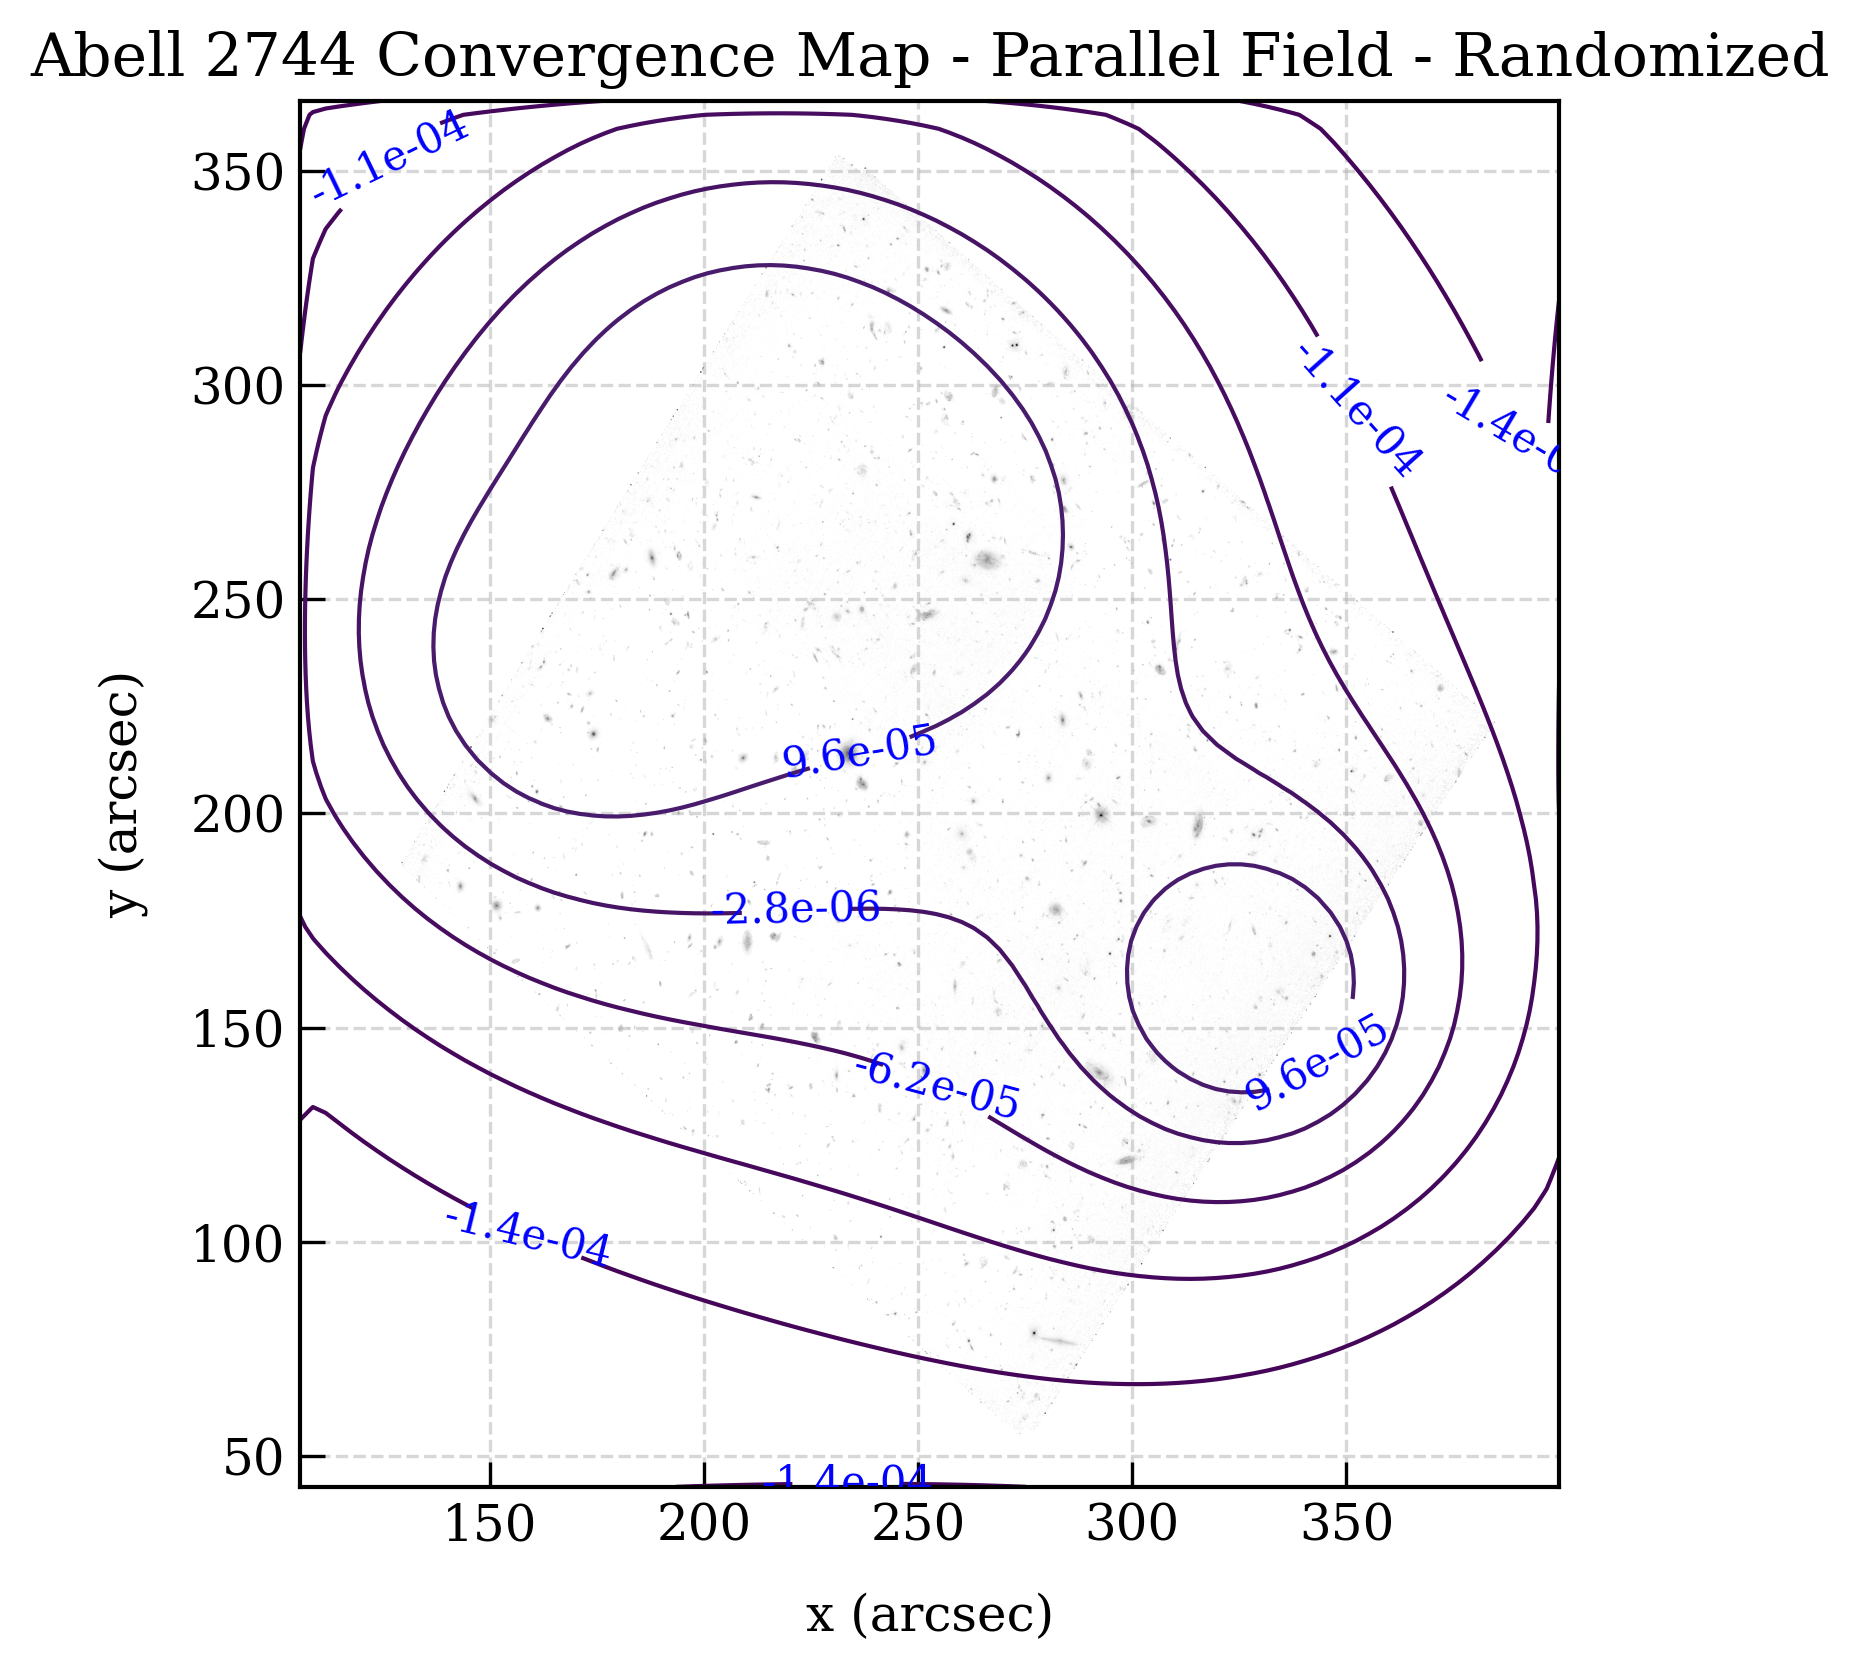 Abell 2744 Convergence Map - Parallel Field - Randomized
-1.1e-04
350
300
-1.1e-04
-1.4e-0
250
y (arcsec)
9.6e-05
200
-2.8e-06
150
9.6e-05
-6.2e-05
-1.4e-04
100
50
-1.4e-04
150 200 250 300 350
x (arcsec)